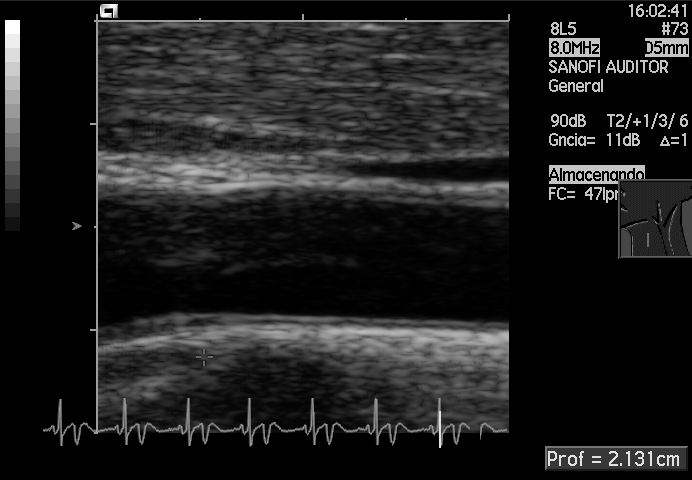 16:02:41
8L5 #73
8.0MHz 05mm
SANOFI AUDITOR
General
90dB T2/+1/3/ 6
Gncia= 11dB Δ=1
Almacenando
FC= 47lpm
Prof = 2.131cm